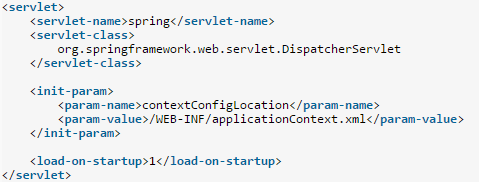 <servlet>
    <servlet-name>spring</servlet-name>
    <servlet-class>
        org.springframework.web.servlet.DispatcherServlet
    </servlet-class>

    <init-param>
        <param-name>contextConfigLocation</param-name>
        <param-value>/WEB-INF/applicationContext.xml</param-value>
    </init-param>

    <load-on-startup>1</load-on-startup>
</servlet>